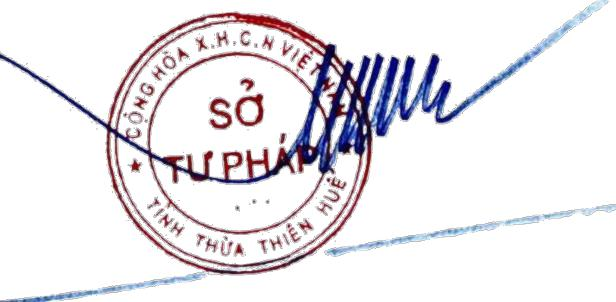 CỘNG HÒA X.H.C.N VIỆT NAM
SỞ
TƯ PHÁP
TỈNH THỪA THIÊN HUẾ